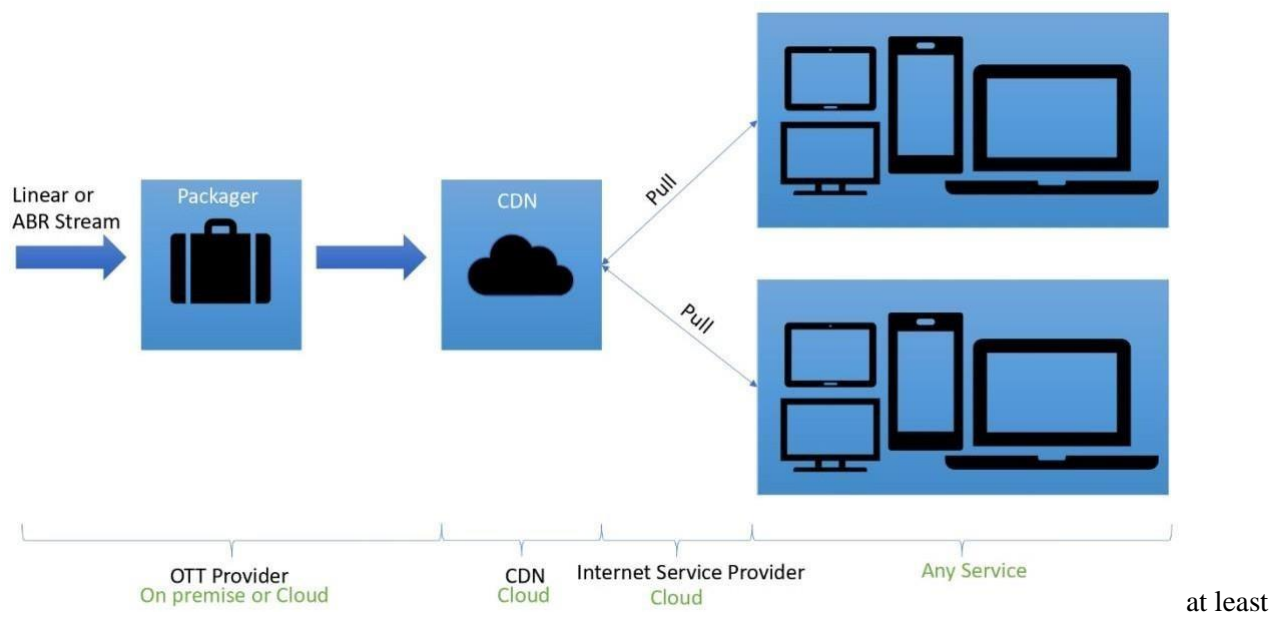 Linear or
ABR Stream
Packager
CDN
Pull
Pull
OTT Provider
On premise or Cloud
CDN
Cloud
Internet Service Provider
Cloud
Any Service
at least